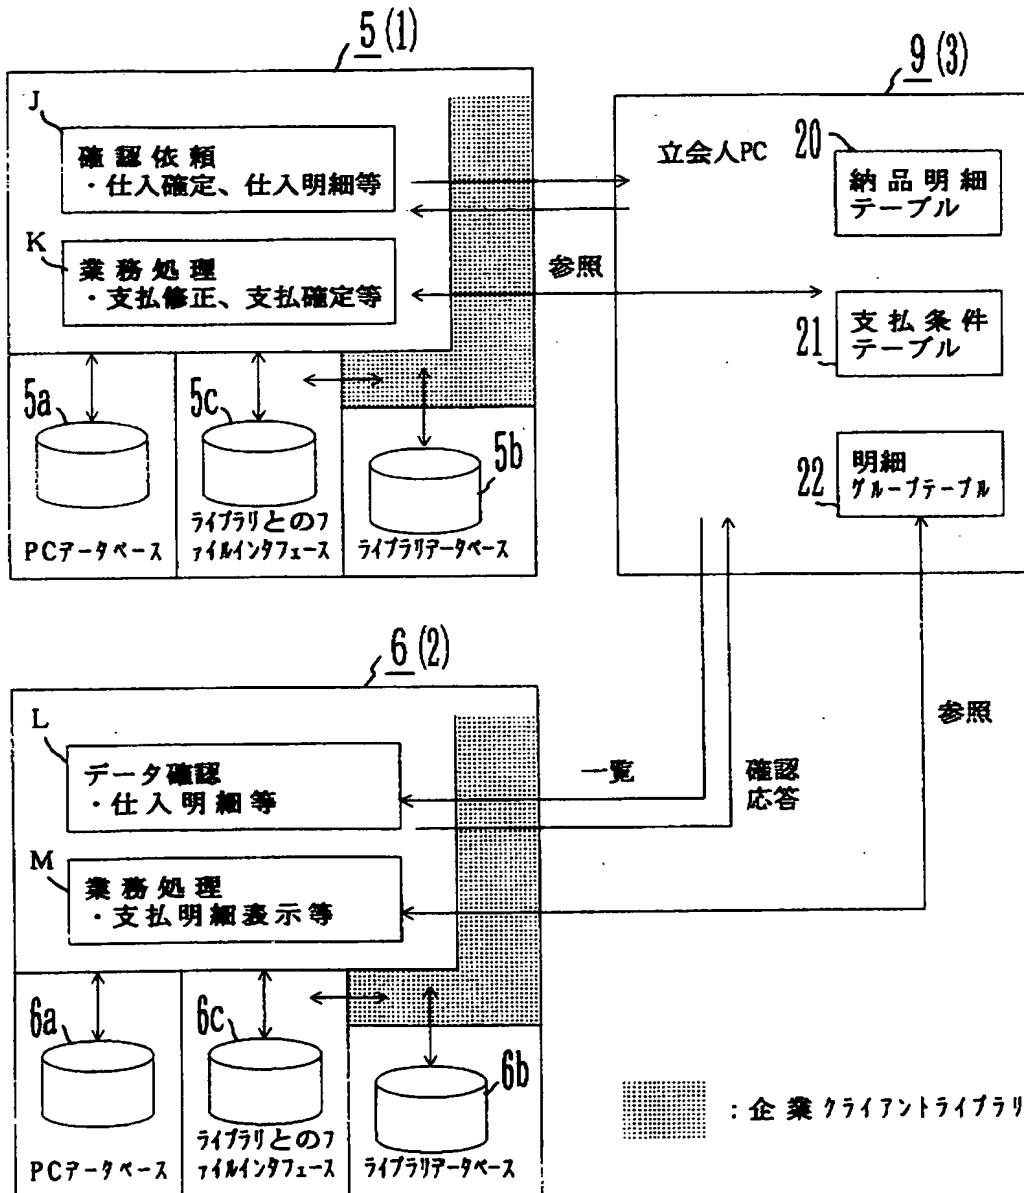 5 (1)
J
確認依頼
・仕入確定、仕入明細等
K
業務処理
・支払修正、支払確定等
5a
PCデータベース
5c
ライブラリとのフ
ァイルインタフェース
5b
ライブラリデータベース
参照
9 (3)
立会人PC
20
納品明細
テーブル
21
支払条件
テーブル
22
明細
グループテーブル
6 (2)
L
データ確認
・仕入明細等
M
業務処理
・支払明細表示等
6a
PCデータベース
6c
ライブラリとのフ
ァイルインタフェース
6b
ライブラリデータベース
一覧
確認
応答
参照
：企業クライアントライブラリ